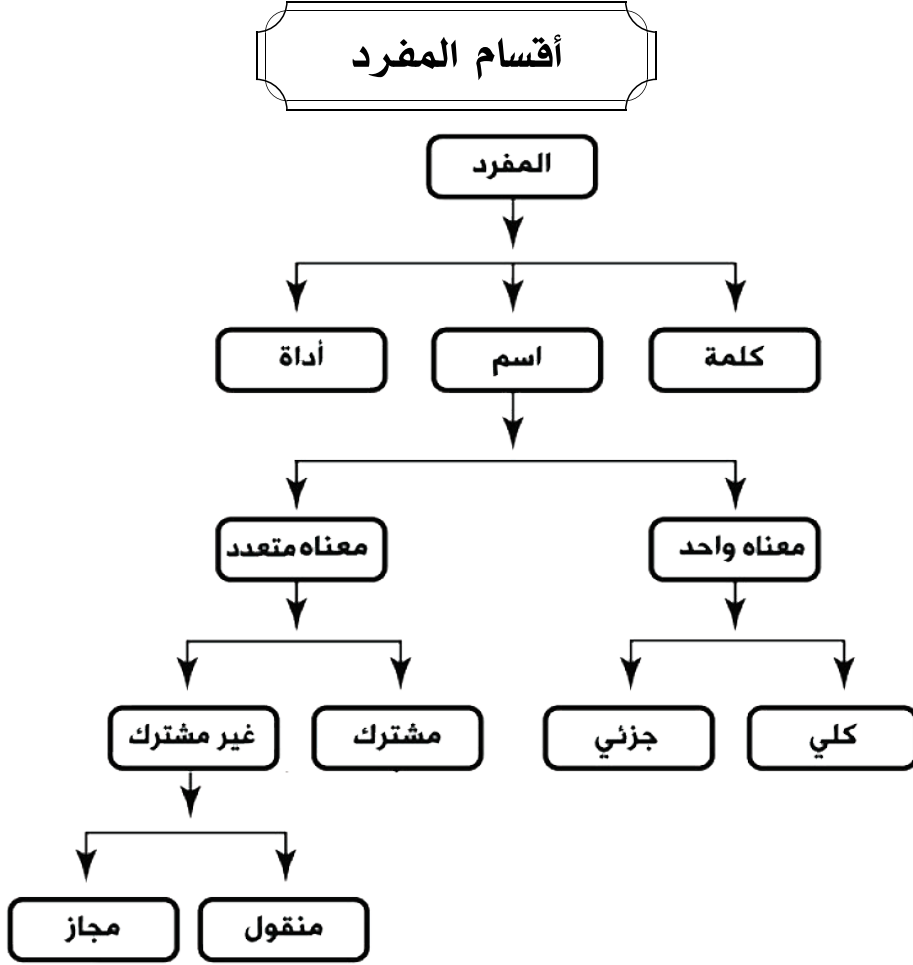 أقسام المفرد
المفرد
كلمة
اسم
أداة
معناه واحد
معناه متعدد
كلي
جزئي
مشترك
غير مشترك
منقول
مجاز